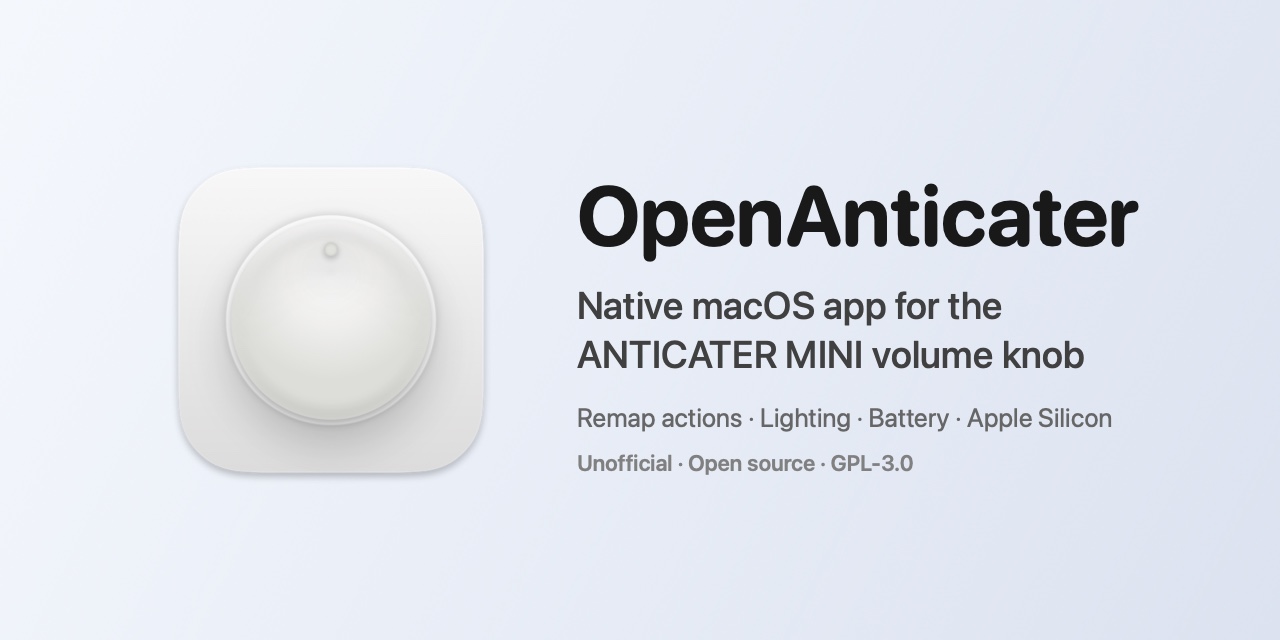 OpenAnticater
Native macOS app for the
ANTICATER MINI volume knob
Remap actions · Lighting · Battery · Apple Silicon
Unofficial · Open source · GPL-3.0